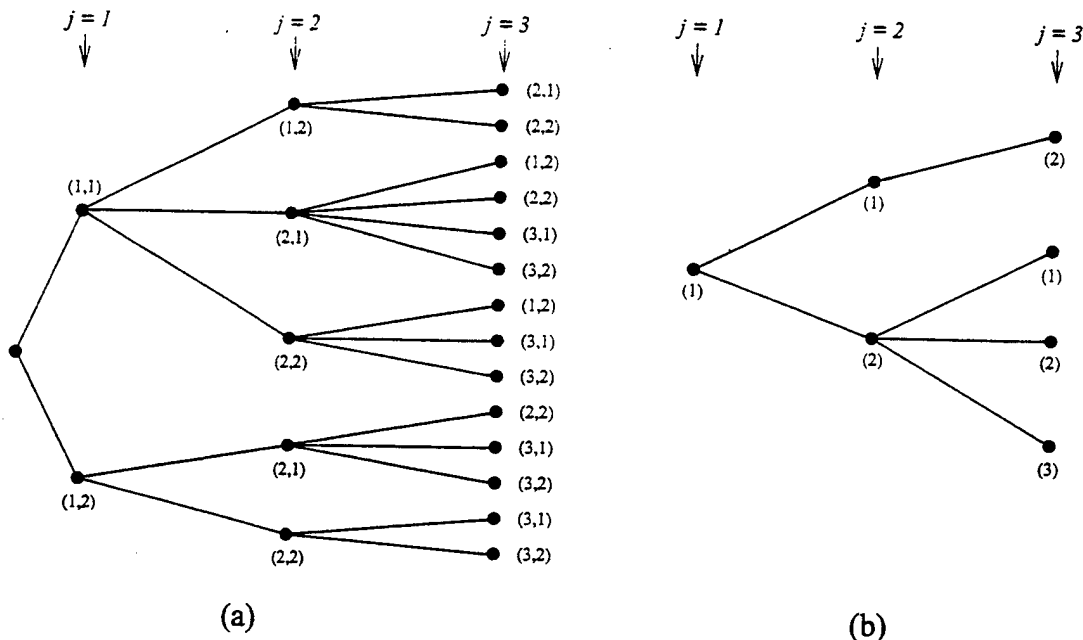 j = 1 j = 2 j = 3 j = 1 j = 2 j = 3
(2,1)
(1,2) (2,2)
(1,2) (2)
(1,1) (2,2) (1)
(2,1) (3,1)
(3,2) (1) (1)
(1,2)
(2,2) (3,1) (2) (2)
(3,2)
(2,2)
(2,1) (3,1) (3)
(1,2) (3,2)
(3,1)
(2,2) (3,2)
(a) (b)